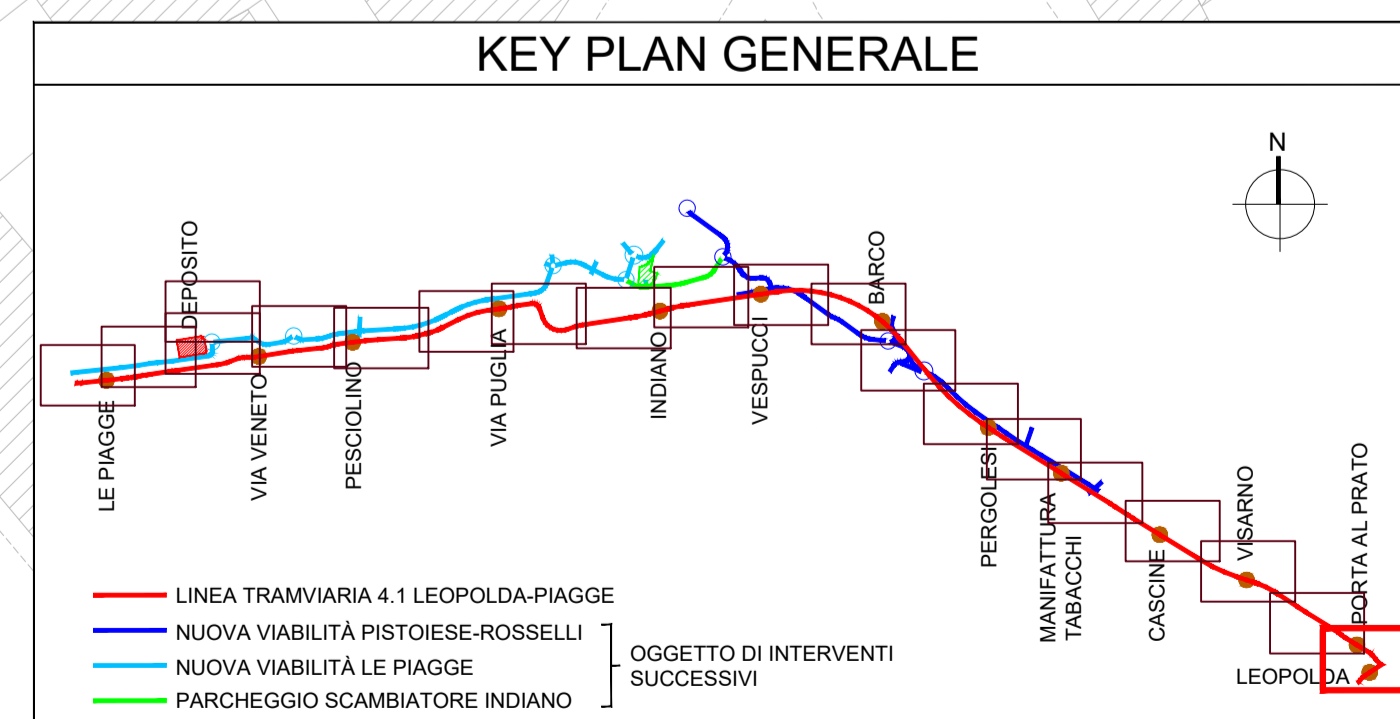 KEY PLAN GENERALE
N
DEPOSITO
BARCO
LE PIAGGE
VIA VENETO
PESCIOLINO
VIA PUGLIA
INDIANO
VESPUCCI
PERGOLESI
MANIFATTURA
TABACCHI
CASCINE
VISARNO
PORTA AL PRATO
LEOPOLDA
LINEA TRAMVIARIA 4.1 LEOPOLDA-PIAGGE
NUOVA VIABILITÀ PISTOIESE-ROSSELLI
NUOVA VIABILITÀ LE PIAGGE
PARCHEGGIO SCAMBIATORE INDIANO
OGGETTO DI INTERVENTI
SUCCESSIVI